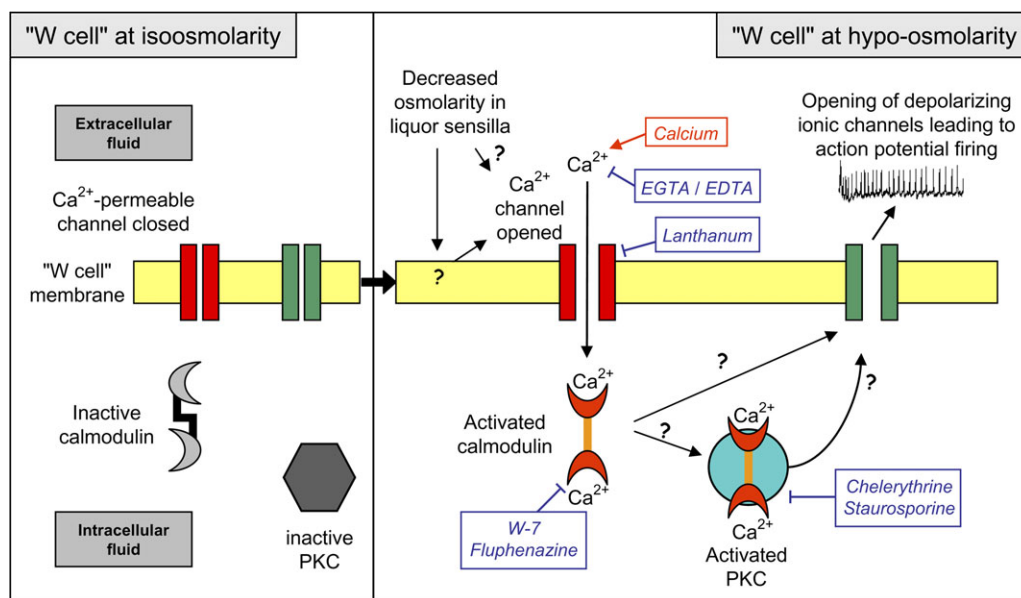 "W cell" at isoosmolarity
Extracellular
fluid
Ca²⁺-permeable
channel closed
"W cell"
membrane
Inactive
calmodulin
Intracellular
fluid
inactive
PKC
"W cell" at hypo-osmolarity
Decreased
osmolarity in
liquor sensilla
?
?
Ca²⁺
channel
opened
Ca²⁺
Calcium
EGTA / EDTA
Lanthanum
Opening of depolarizing
ionic channels leading to
action potential firing
Ca²⁺
Activated
calmodulin
Ca²⁺
W-7
Fluphenazine
?
?
?
Ca²⁺
Ca²⁺
Activated
PKC
Chelerythrine
Staurosporine